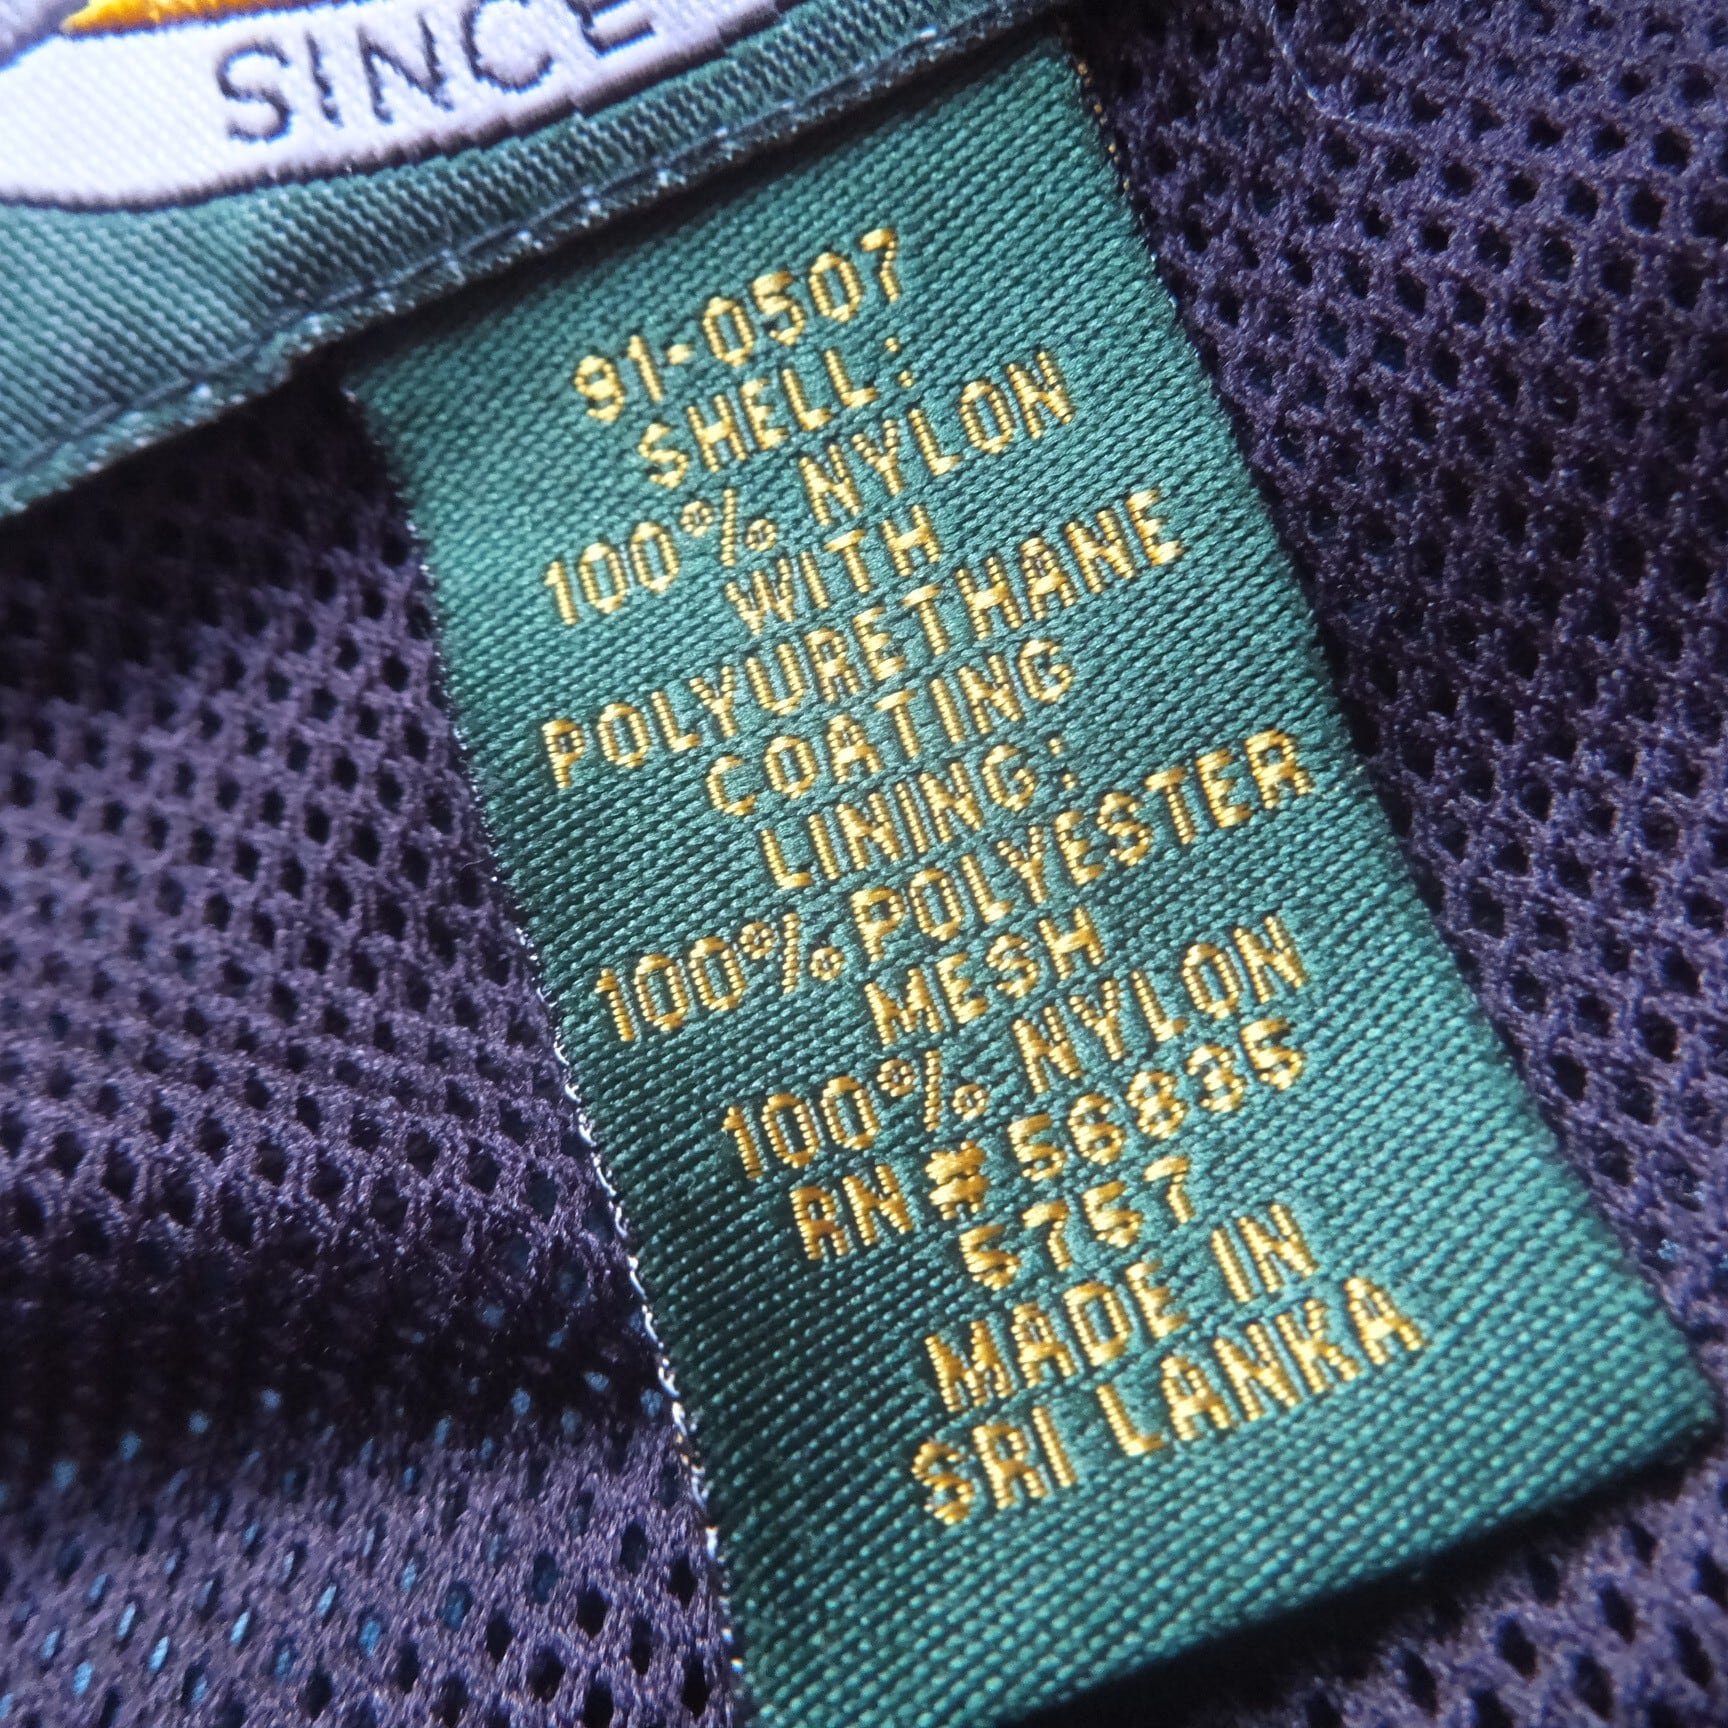 SINCE
91-0507
SHELL:
100% NYLON
WITH
POLYURETHANE
COATING
LINING:
100% POLYESTER
MESH
100% NYLON
RN # 56835
5757
MADE IN
SRI LANKA